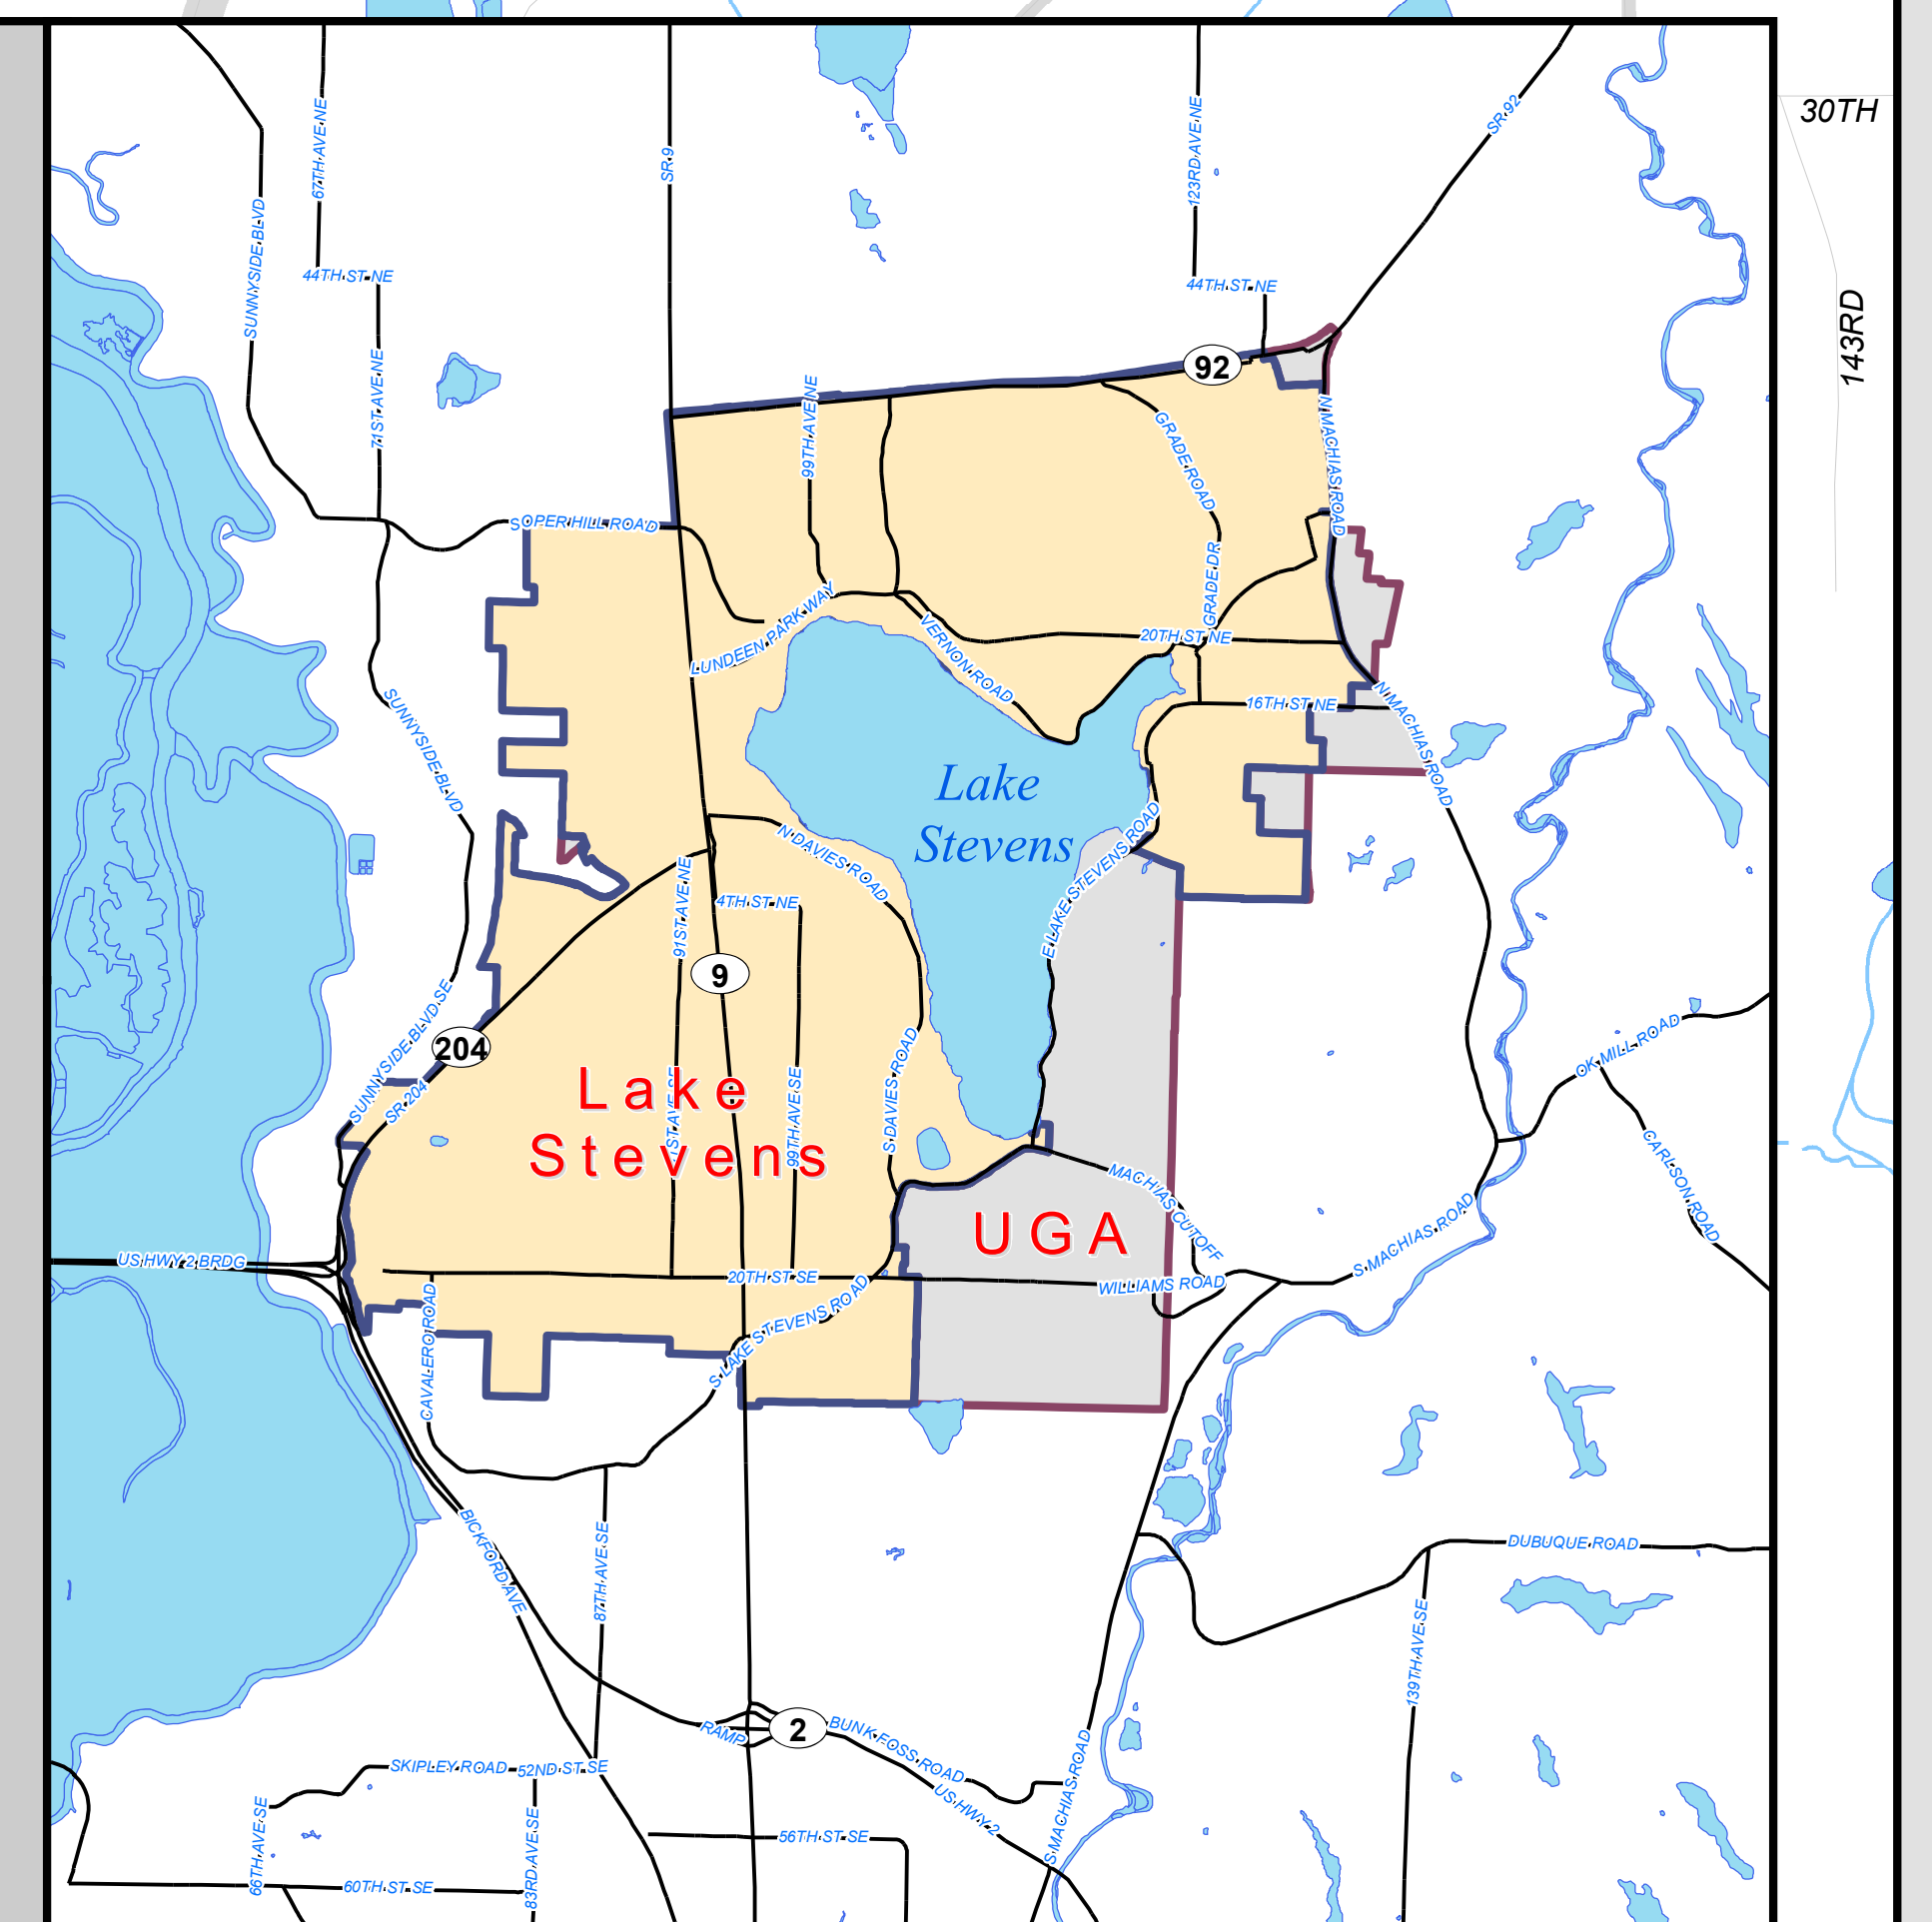 30TH
143RD
SR 92
67TH AVE NE
SR 9
123RD AVE NE
SUNNYSIDE BLVD
44TH ST NE
44TH ST NE
92
71ST AVE NE
99TH AVE NE
GRADE ROAD
N MACHIAS ROAD
SOPER HILL ROAD
GRADE DR
LUNDEEN PARK WAY
VERNON ROAD
20TH ST NE
16TH ST NE
N MACHIAS ROAD
SUNNYSIDE BLVD
Lake
Stevens
N DAVIES ROAD
E LAKE STEVENS ROAD
91ST AVE NE
4TH ST NE
9
SUNNYSIDE BLVD SE
204
SR 204
OK MILL ROAD
CARLSON ROAD
Lake
Stevens
99TH AVE SE
S DAVIES ROAD
MACHIAS CUTOFF
UGA
S MACHIAS ROAD
US HWY 2 BRDG
20TH ST SE
WILLIAMS ROAD
CAVALERO ROAD
S LAKE STEVENS ROAD
BICKFORD AVE
87TH AVE SE
DUBUQUE ROAD
139TH AVE SE
RAMP
2
BUNK FOSS ROAD
US HWY 2
S MACHIAS ROAD
SKIPLEY ROAD
52ND ST SE
66TH AVE SE
83RD AVE SE
56TH ST SE
60TH ST SE